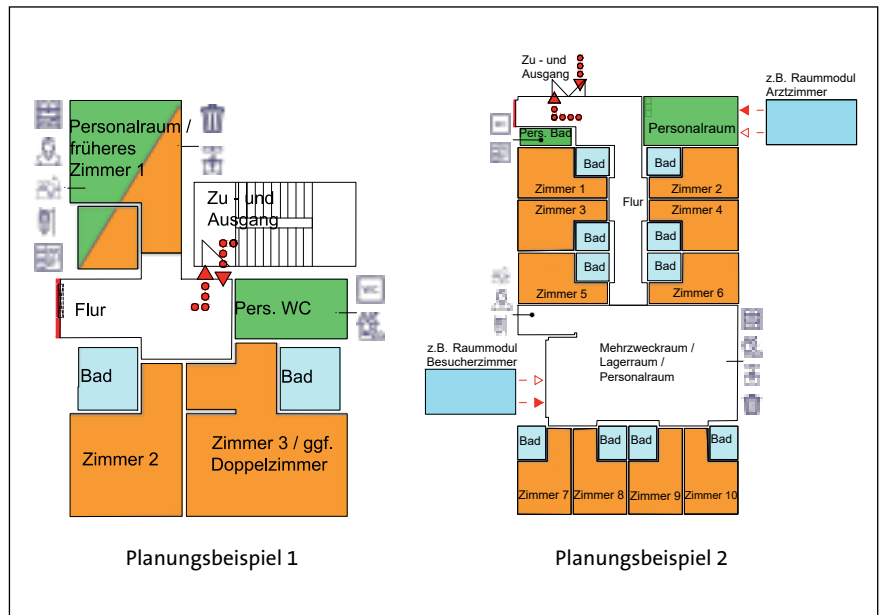 Personalraum /
früheres
Zimmer 1
Zu - und
Ausgang
Flur
Pers. WC
WC
Bad
Bad
Zimmer 2
Zimmer 3 / ggf.
Doppelzimmer
Planungsbeispiel 1
Zu - und
Ausgang
z.B. Raummodul
Arztzimmer
Pers. Bad
Personalraum
Bad
Bad
Zimmer 1
Zimmer 2
Zimmer 3
Flur
Zimmer 4
Bad
Bad
Bad
Bad
Zimmer 5
Zimmer 6
z.B. Raummodul
Besucherzimmer
Mehrzweckraum /
Lagerraum /
Personalraum
Bad
Bad
Bad
Bad
Zimmer 7
Zimmer 8
Zimmer 9
Zimmer 10
Planungsbeispiel 2